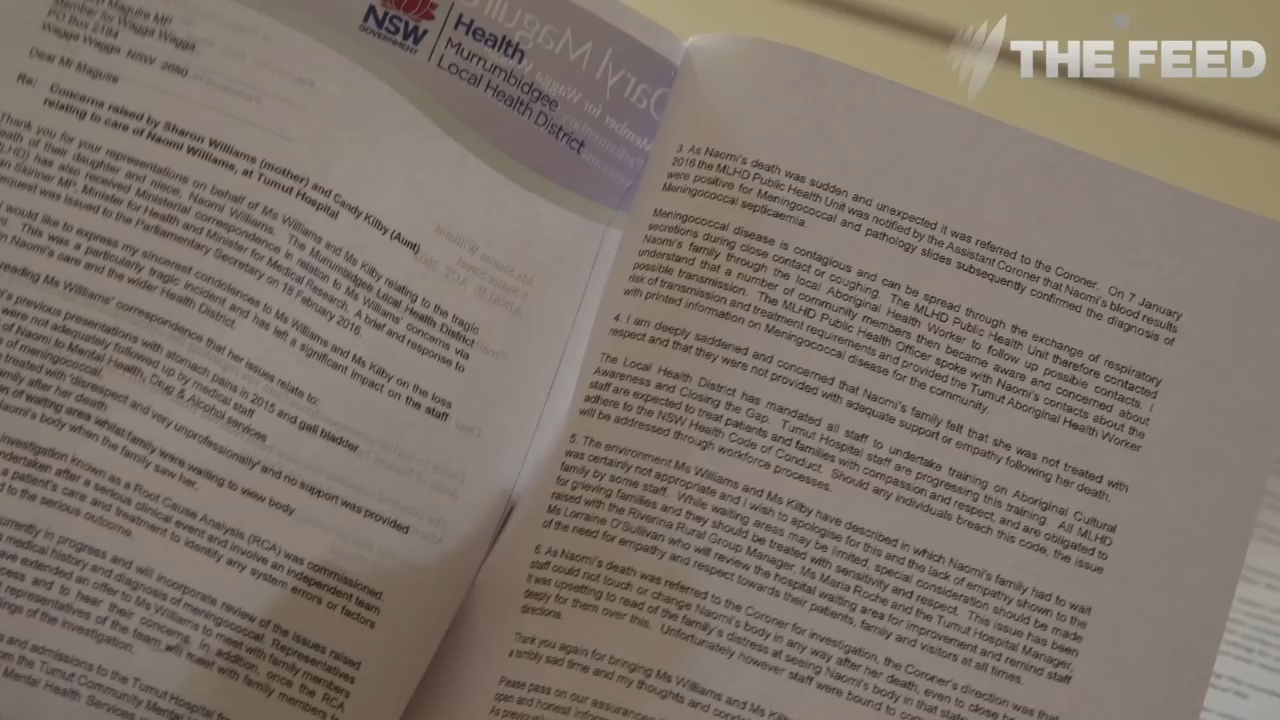 THE FEED
NSW
GOVERNMENT
Health
Murrumbidgee
Local Health District
Maguire MP
Member for Wagga Wagga
PO Box 2184
Wagga Wagga NSW 2650
Dear Mr Maguire
Re: Concerns raised by Sharon Williams (mother) and Candy Kilby (Aunt)
relating to care of Naomi Williams, at Tumut Hospital
Thank you for your representations on behalf of Ms Williams and Ms Kilby relating to the tragic
death of their daughter and niece, Naomi Williams. The Murrumbidgee Local Health District
(MLHD) has also received Ministerial correspondence in relation to Ms Williams' concerns via
Skinner MP, Minister for Health and Minister for Medical Research. A brief and response to
request was issued to the Parliamentary Secretary on 18 February 2016.
I would like to express my sincerest condolences to Ms Williams and Ms Kilby on the loss
This was a particularly tragic incident and has left a significant impact on the staff
in Naomi's care and the wider Health District.
reading Ms Williams' correspondence that her issues relate to:
previous presentations with stomach pains in 2015 and gall bladder
were not adequately followed up by medical staff
of Naomi to Mental Health, Drug & Alcohol services
of meningococcal
treated with 'disrespect and very unprofessionally' and no support was provided
family after her death
of waiting area whilst family were waiting to view body
Naomi's body when the family saw her.
investigation known as a Root Cause Analysis (RCA) was commissioned.
undertaken after a serious clinical event and involve an independent team
a patient's care and treatment to identify any system errors or factors
to the serious outcome.
currently in progress and will incorporate review of the issues raised
medical history and diagnosis of meningococcal. Representatives
have extended an offer to Ms Williams to meet with family members
and to hear their concerns. In addition, once the RCA
representatives of the team will meet with family members to
of the investigation.
and admissions to the Tumut Hospital
from the Tumut Community Mental
Mental Health Services
3. As Naomi's death was sudden and unexpected it was referred to the Coroner. On 7 January
2016 the MLHD Public Health Unit was notified by the Assistant Coroner that Naomi's blood results
were positive for Meningococcal and pathology slides subsequently confirmed the diagnosis of
Meningococcal septicaemia.
Meningococcal disease is contagious and can be spread through the exchange of respiratory
secretions during close contact or coughing. The MLHD Public Health Unit therefore contacted
Naomi's family through the local Aboriginal Health Worker to follow up possible contacts. I
understand that a number of community members then became aware and concerned about
possible transmission. The MLHD Public Health Officer spoke with Naomi's contacts about the
risk of transmission and treatment requirements and provided the Tumut Aboriginal Health Worker
with printed information on Meningococcal disease for the community.
4. I am deeply saddened and concerned that Naomi's family felt that she was not treated with
respect and that they were not provided with adequate support or empathy following her death.
The Local Health District has mandated all staff to undertake training on Aboriginal Cultural
Awareness and Closing the Gap. Tumut Hospital staff are progressing this training. All MLHD
staff are expected to treat patients and families with compassion and respect, and are obligated to
adhere to the NSW Health Code of Conduct. Should any individuals breach this code, the issue
will be addressed through workforce processes.
5. The environment Ms Williams and Ms Kilby have described in which Naomi's family had to wait
was certainly not appropriate and I wish to apologise for this and the lack of empathy shown to the
family by some staff. While waiting areas may be limited, special consideration should be made
for grieving families and they should be treated with sensitivity and respect. This issue has been
raised with the Riverina Rural Group Manager, Ms Maria Roche and the Tumut Hospital Manager,
Ms Lorraine O'Sullivan who will review the hospital waiting area for improvement and remind staff
of the need for empathy and respect towards their patients, family and visitors at all times.
6. As Naomi's death was referred to the Coroner for investigation, the Coroner's direction was that
staff could not touch or change Naomi's body in any way after her death, even to close
It was upsetting to read of the family's distress at seeing Naomi's body in that state
deeply for them over this. Unfortunately however staff were bound to
directions.
Thank you again for bringing Ms Williams and Ms
a terribly sad time and my thoughts and
Please pass on our assurances
open and honest
As previously